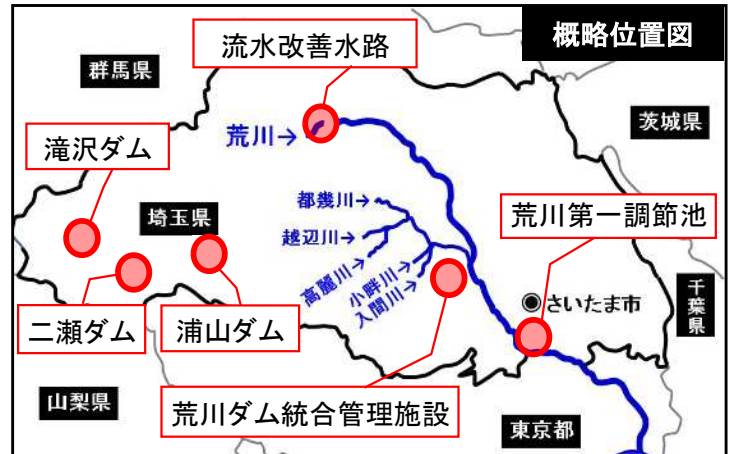 概略位置図
流水改善水路
群馬県
荒川→
茨城県
滝沢ダム
都幾川→
埼玉県
荒川第一調節池
越辺川→
高麗川→
小畔川→
入間川→
千葉県
さいたま市
二瀬ダム
浦山ダム
荒川ダム統合管理施設
山梨県
東京都